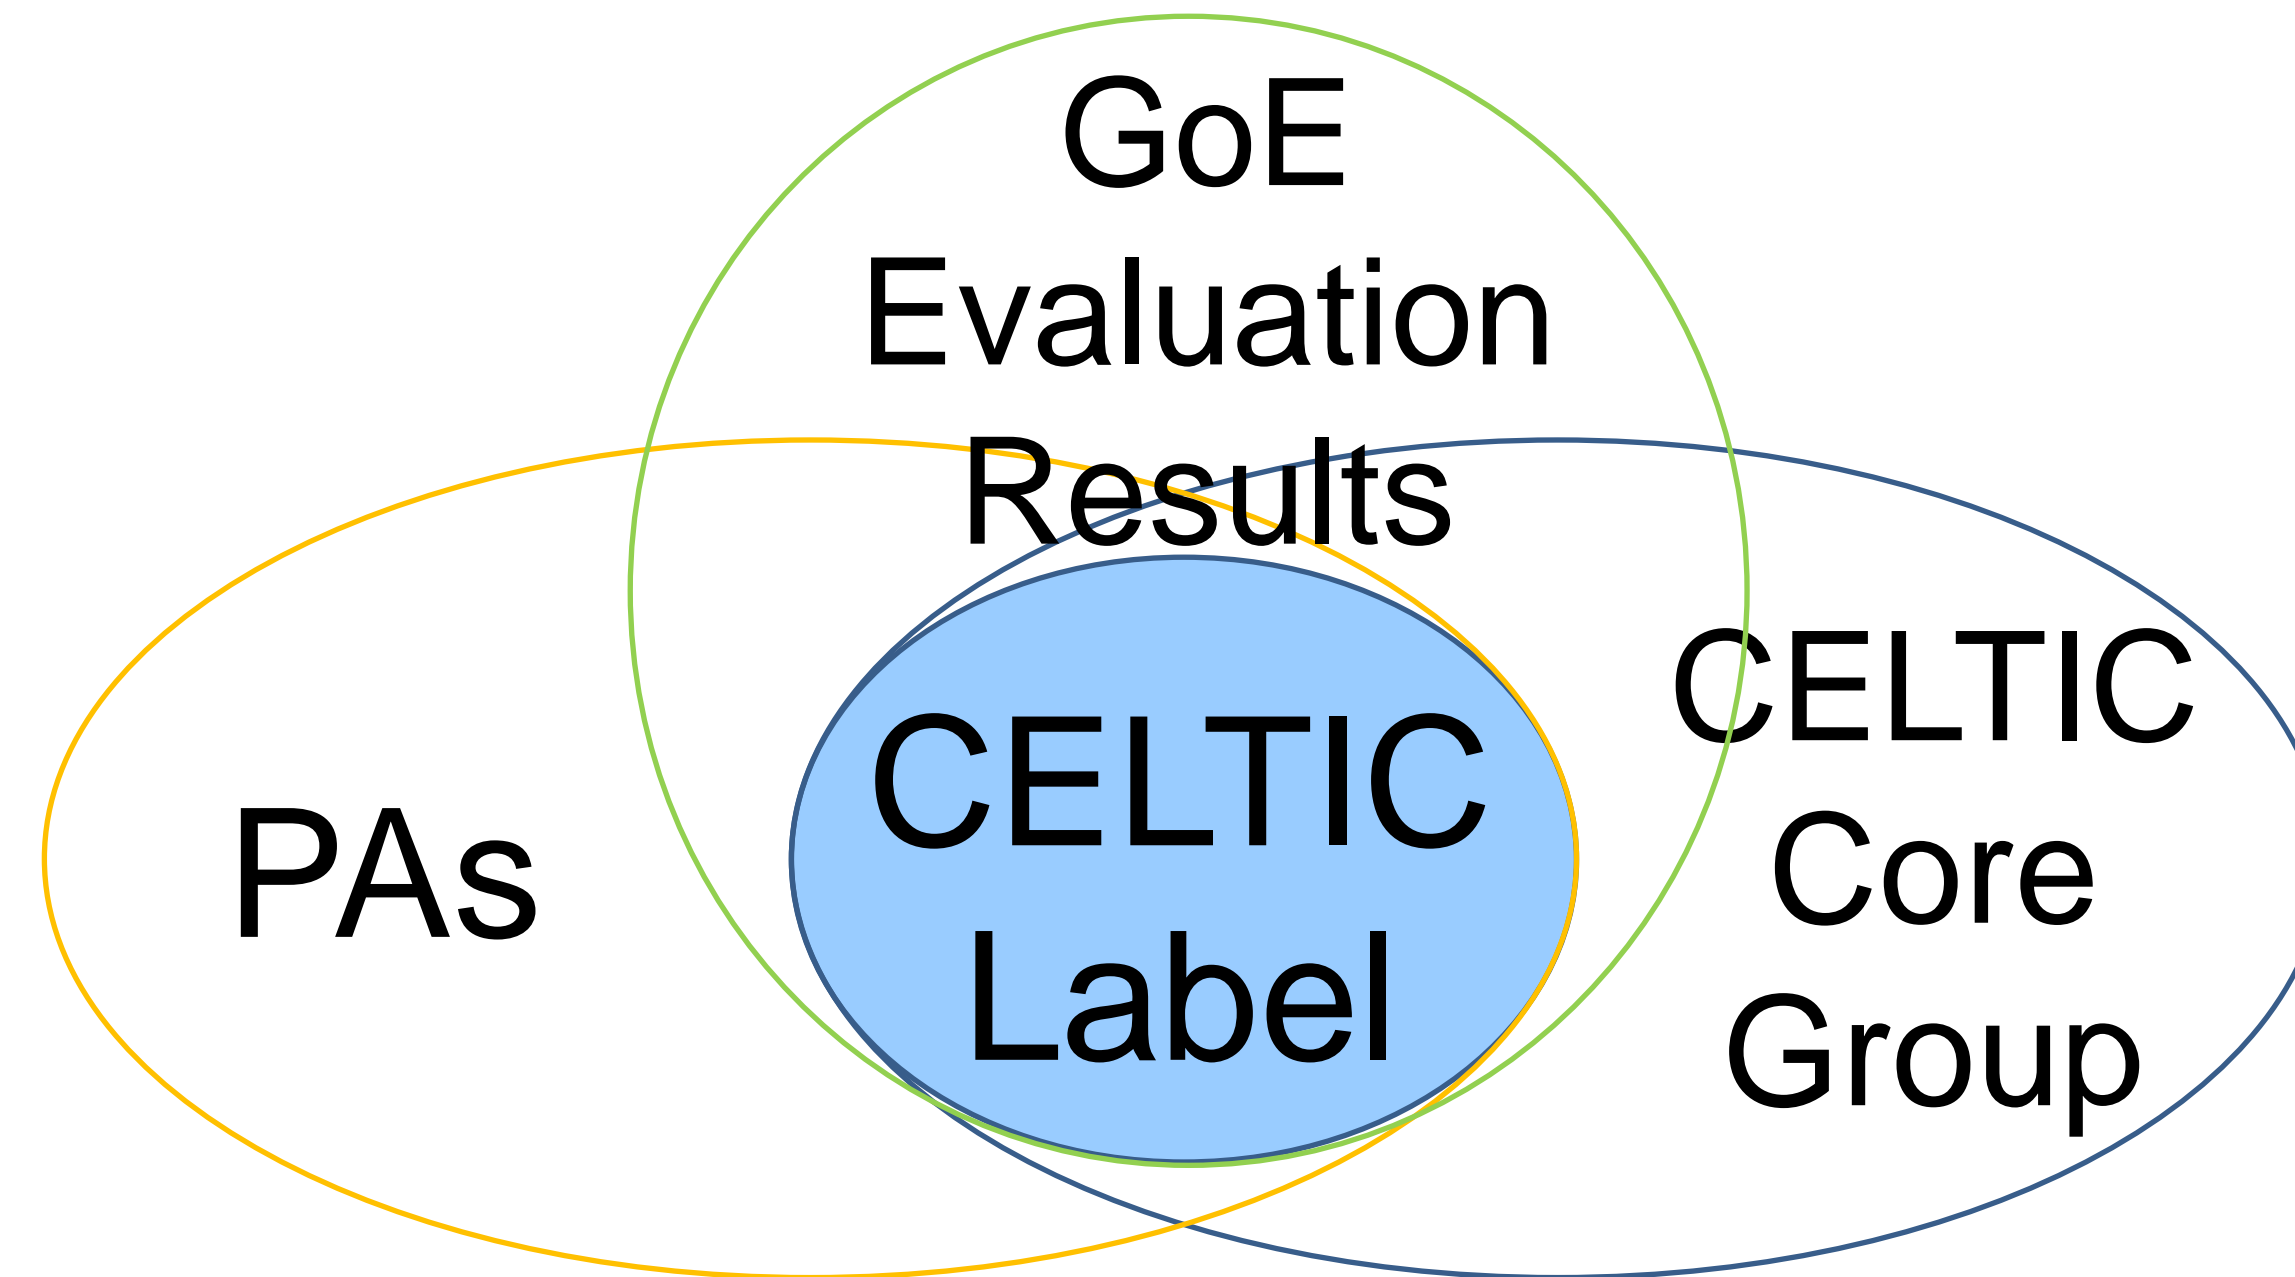 GoE
Evaluation
Results
PAs
CELTIC
Label
CELTIC
Core
Group